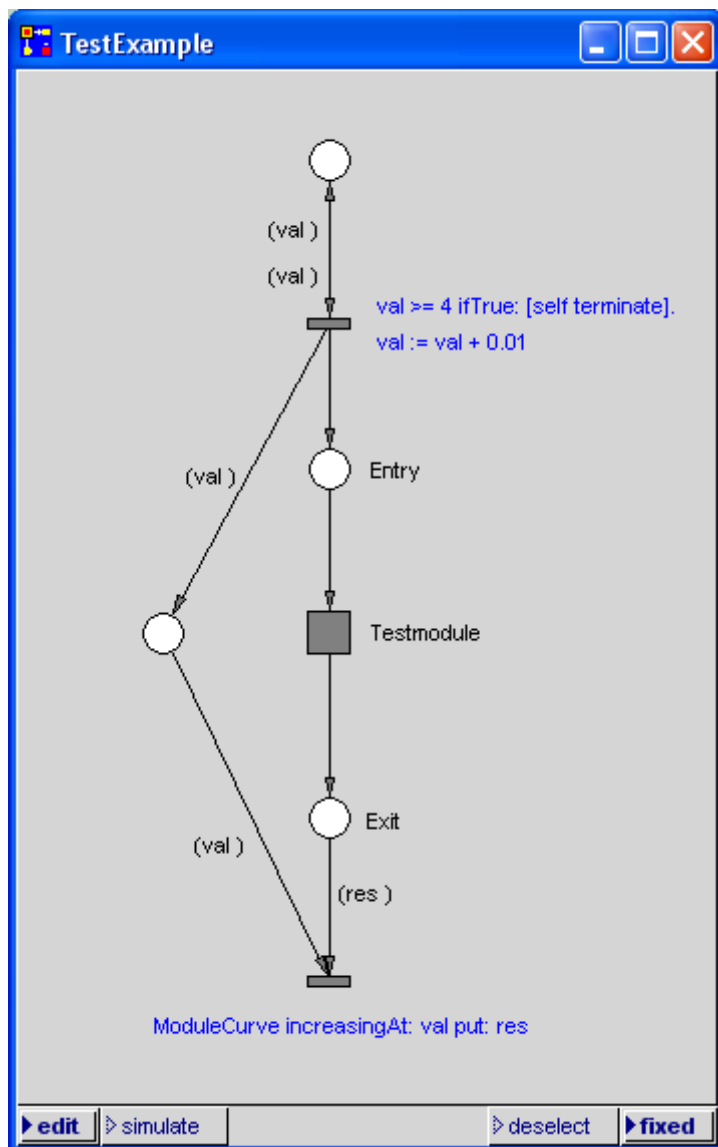 TestExample
(val )
(val )
val >= 4 ifTrue: [self terminate].
val := val + 0.01
Entry
(val )
Testmodule
Exit
(val )
(res )
ModuleCurve increasingAt: val put: res
edit simulate deselect fixed